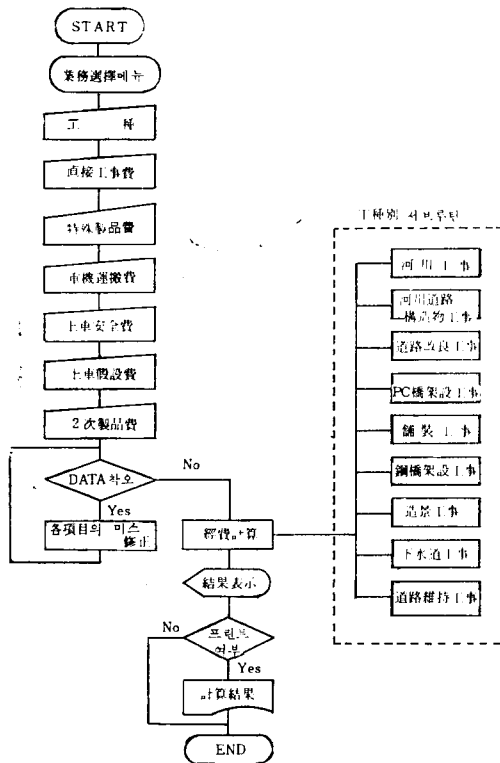 START
業務選擇메뉴
工 種
直接工事費
特殊製品費
重機運搬費
工事安全費
工事假設費
2次製品費
DATA착오
No
Yes
各項目의 미스
修正
經費計算
結果表示
프린트
여부
No
Yes
計算結果
END
工種別 서브루틴
河川工事
河川道路
構造物工事
道路改良工事
PC橋架設工事
舖裝工事
鋼橋架設工事
造景工事
下水道工事
道路維持工事